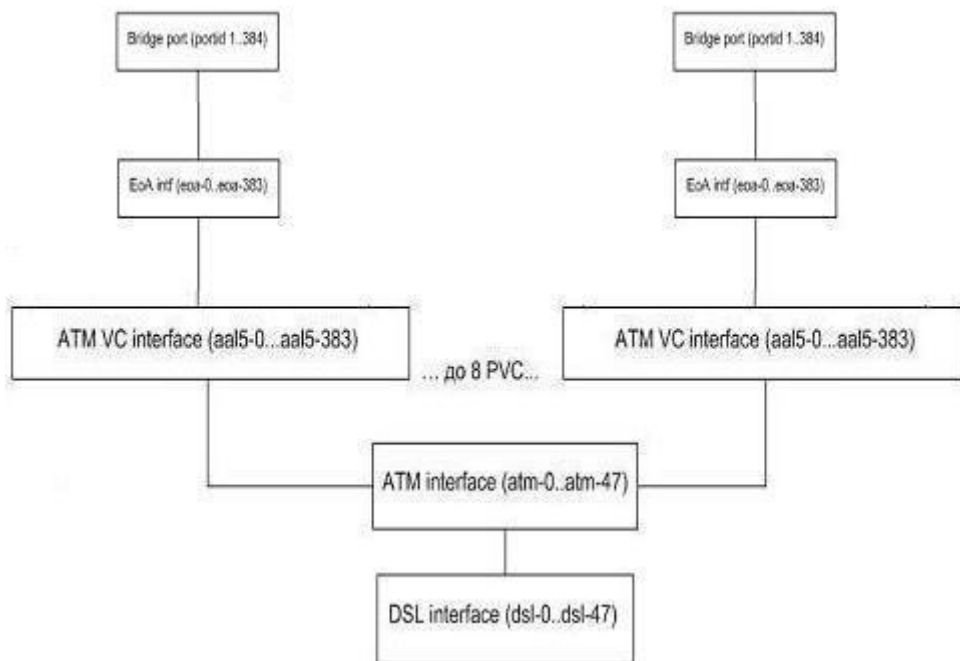 Bridge port (portid 1..384)
Bridge port (portid 1..384)
EoA intf (eoa-0..eoa-383)
EoA intf (eoa-0..eoa-383)
ATM VC interface (aal5-0...aal5-383)
ATM VC interface (aal5-0...aal5-383)
... до 8 PVC...
ATM interface (atm-0..atm-47)
DSL interface (dsl-0..dsl-47)